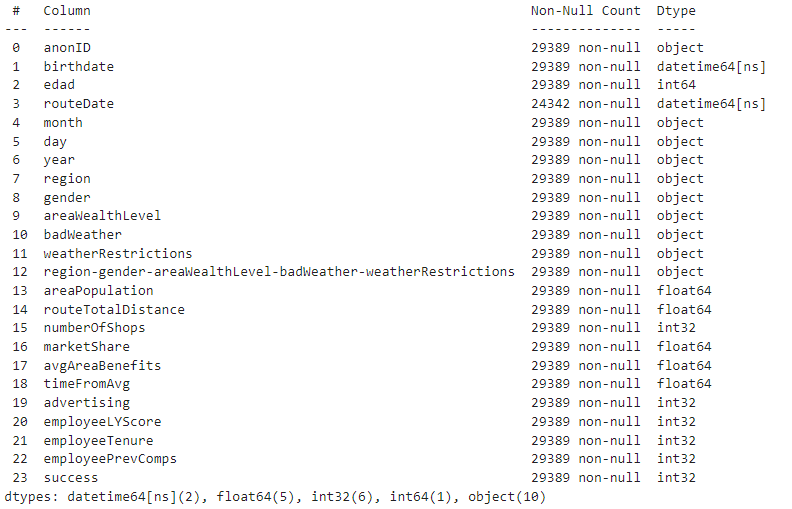 #   Column                                                     Non-Null Count  Dtype
---  ------                                                     --------------  -----
0   anonID                                                     29389 non-null  object
1   birthdate                                                  29389 non-null  datetime64[ns]
2   edad                                                       29389 non-null  int64
3   routeDate                                                  24342 non-null  datetime64[ns]
4   month                                                      29389 non-null  object
5   day                                                        29389 non-null  object
6   year                                                       29389 non-null  object
7   region                                                     29389 non-null  object
8   gender                                                     29389 non-null  object
9   areaWealthLevel                                            29389 non-null  object
10  badWeather                                                 29389 non-null  object
11  weatherRestrictions                                        29389 non-null  object
12  region-gender-areaWealthLevel-badWeather-weatherRestrictions  29389 non-null  object
13  areaPopulation                                             29389 non-null  float64
14  routeTotalDistance                                         29389 non-null  float64
15  numberOfShops                                              29389 non-null  int32
16  marketShare                                                29389 non-null  float64
17  avgAreaBenefits                                            29389 non-null  float64
18  timeFromAvg                                                29389 non-null  float64
19  advertising                                                29389 non-null  int32
20  employeeLYScore                                            29389 non-null  int32
21  employeeTenure                                             29389 non-null  int32
22  employeePrevComps                                          29389 non-null  int32
23  success                                                    29389 non-null  int32
dtypes: datetime64[ns](2), float64(5), int32(6), int64(1), object(10)